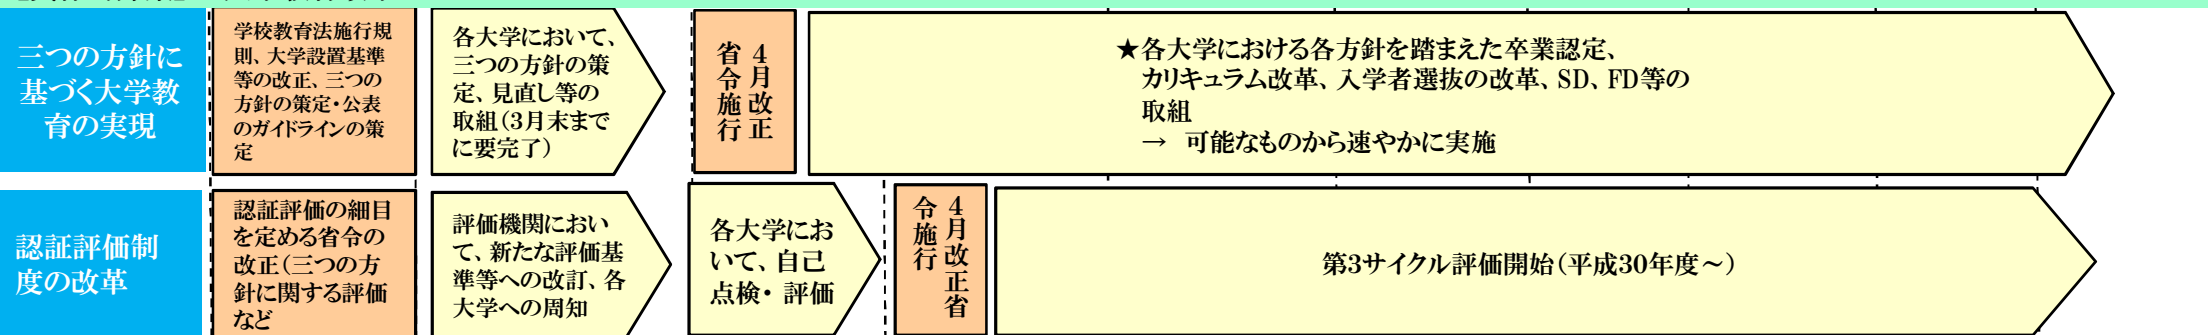 三つの方針に
基づく大学教
育の実現
学校教育法施行規
則、大学設置基準
等の改正、三つの
方針の策定・公表
のガイドラインの策
定
各大学において、
三つの方針の策
定、見直し等の
取組(3月末まで
に要完了)
4月改正
省令施行
★各大学における各方針を踏まえた卒業認定、
カリキュラム改革、入学者選抜の改革、SD、FD等の
取組
→ 可能なものから速やかに実施
認証評価制
度の改革
認証評価の細目
を定める省令の
改正(三つの方
針に関する評価
など
評価機関におい
て、新たな評価基
準等への改訂、各
大学への周知
各大学にお
いて、自己
点検・ 評価
4月改正省
令施行
第3サイクル評価開始(平成30年度～)